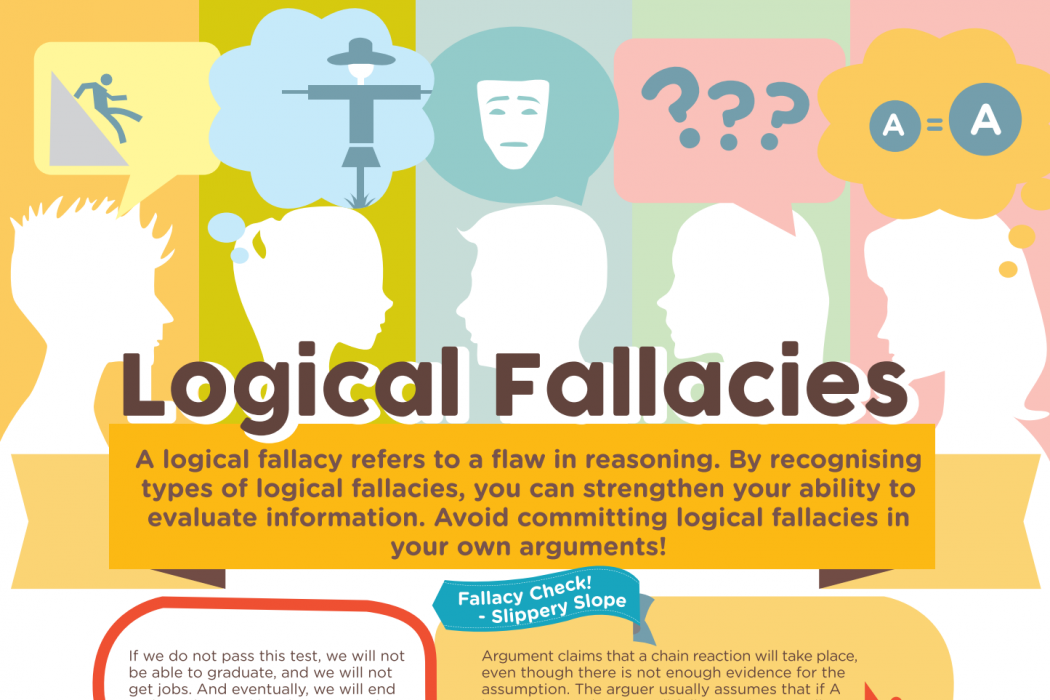 ???
A = A
Logical Fallacies
A logical fallacy refers to a flaw in reasoning. By recognising
types of logical fallacies, you can strengthen your ability to
evaluate information. Avoid committing logical fallacies in
your own arguments!
Fallacy Check!
- Slippery Slope
If we do not pass this test, we will not
be able to graduate, and we will not
get jobs. And eventually, we will end
Argument claims that a chain reaction will take place,
even though there is not enough evidence for the
assumption. The arguer usually assumes that if A